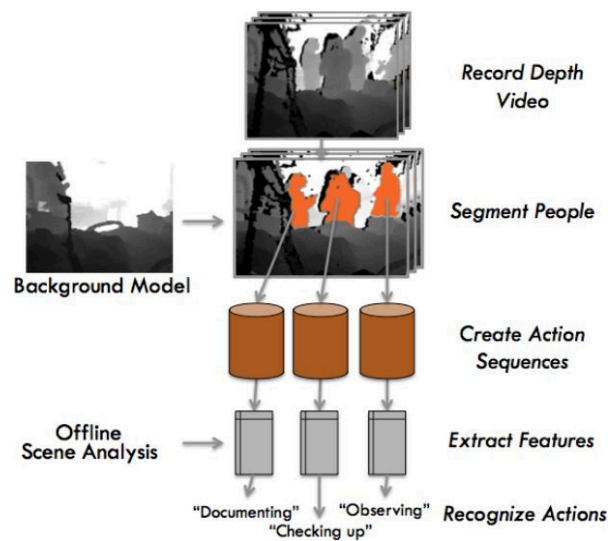 Record Depth
Video
Segment People
Background Model
Create Action
Sequences
Offline
Scene Analysis
Extract Features
“Documenting”
“Observing”
“Checking up”
Recognize Actions